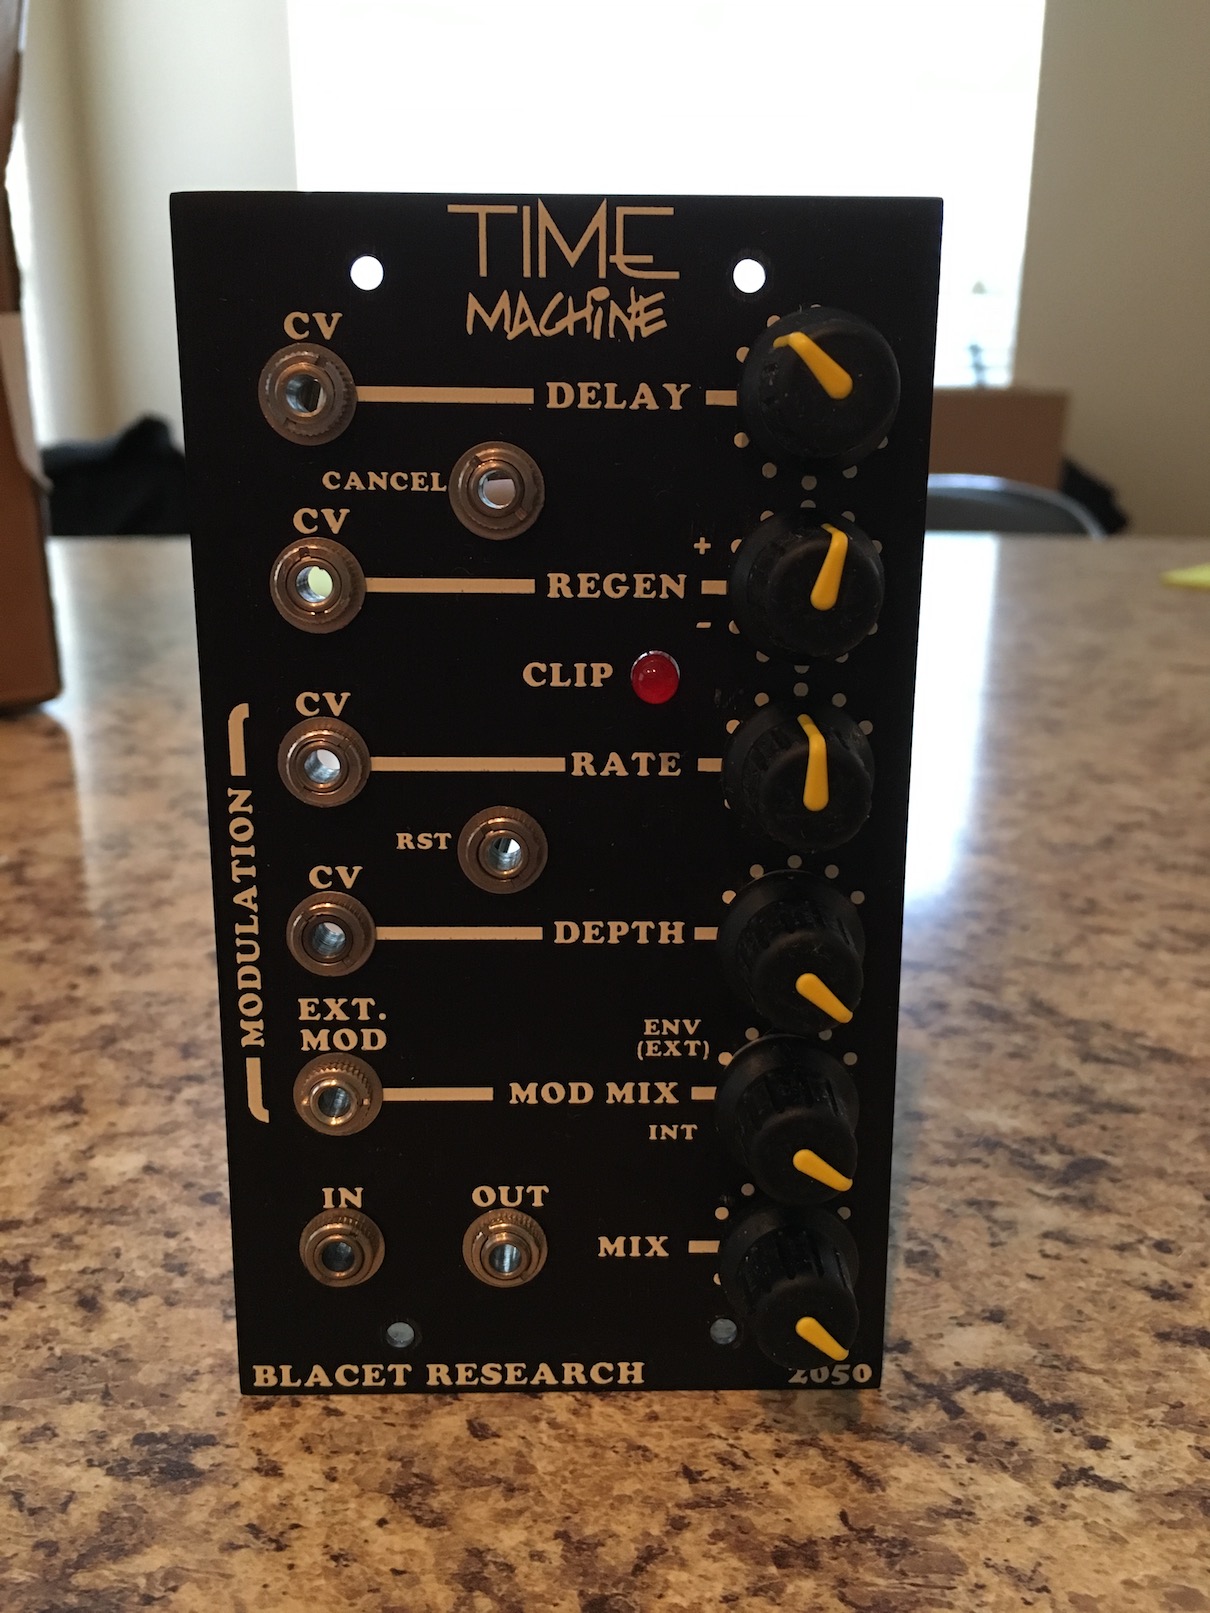 TIME
MACHiNE
CV
DELAY
CANCEL
CV
+
REGEN
-
CLIP
CV
RATE
RST
MODULATION
CV
DEPTH
EXT.
MOD
ENV
(EXT)
MOD MIX
INT
IN
OUT
MIX
BLACET RESEARCH
2050